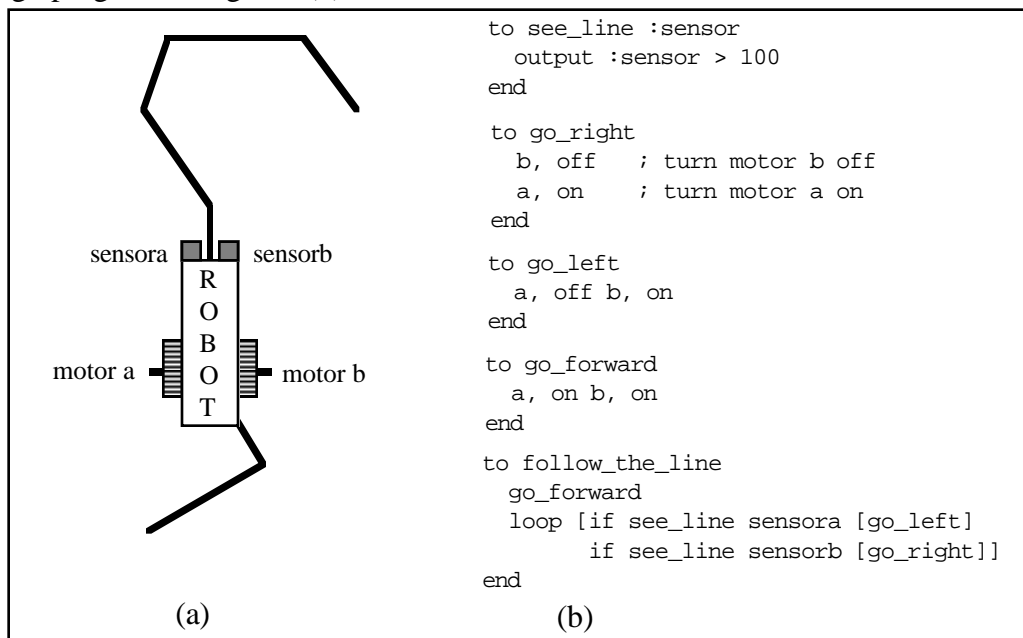 sensora
sensorb
R
O
B
O
T
motor a
motor b
(a)
to see_line :sensor
output :sensor > 100
end
to go_right
b, off ; turn motor b off
a, on ; turn motor a on
end
to go_left
a, off b, on
end
to go_forward
a, on b, on
end
to follow_the_line
go_forward
loop [if see_line sensora [go_left]
if see_line sensorb [go_right]]
end
(b)